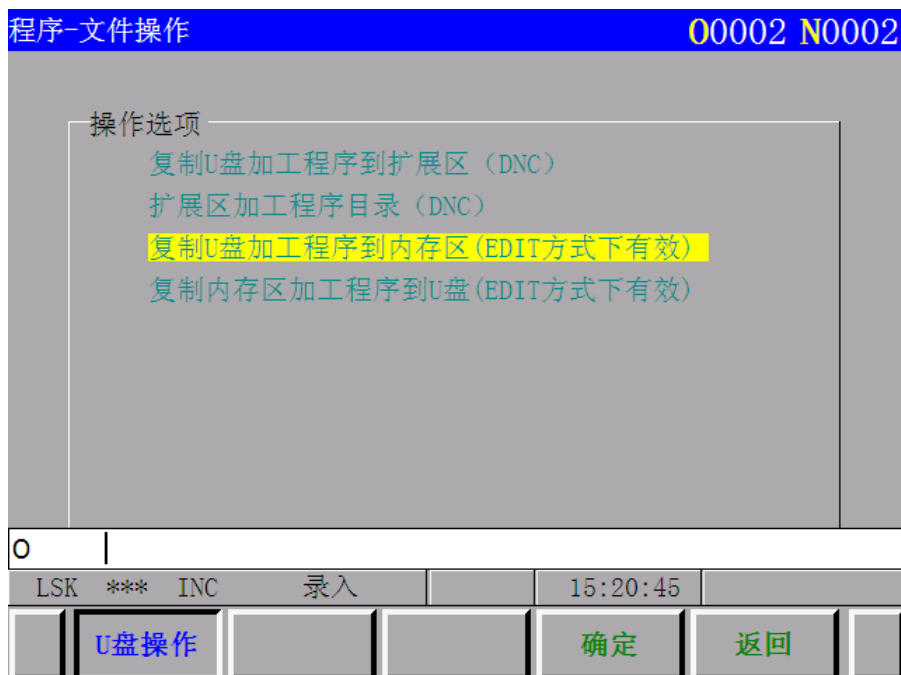 程序-文件操作 O0002 N0002
操作选项
复制U盘加工程序到扩展区（DNC）
扩展区加工程序目录（DNC）
复制U盘加工程序到内存区(EDIT方式下有效)
复制内存区加工程序到U盘(EDIT方式下有效)
O
LSK *** INC 录入 15:20:45
U盘操作 确定 返回